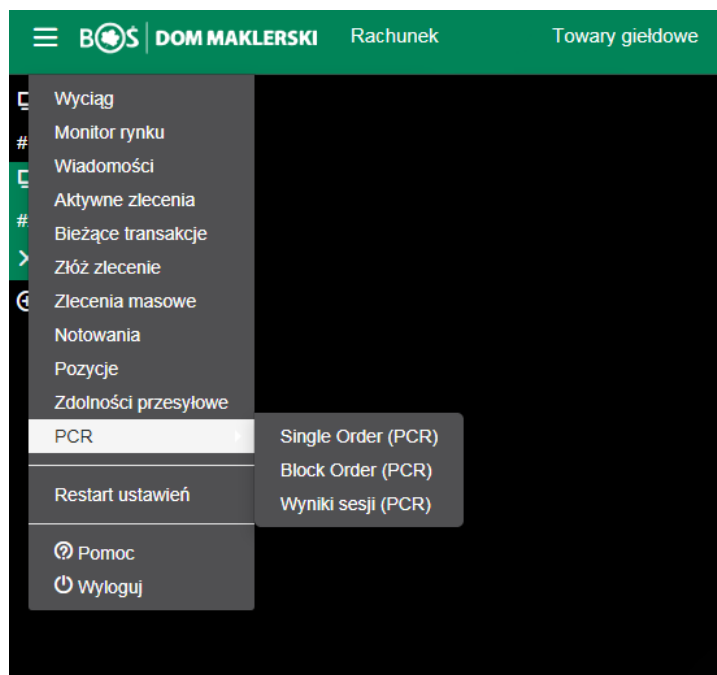 BOŚ DOM MAKLERSKI Rachunek Towary giełdowe
Wyciąg
Monitor rynku
#
Wiadomości
Aktywne zlecenia
#
Bieżące transakcje
Złóż zlecenie
Zlecenia masowe
Notowania
Pozycje
Zdolności przesyłowe
PCR
Single Order (PCR)
Block Order (PCR)
Wyniki sesji (PCR)
Restart ustawień
Pomoc
Wyloguj